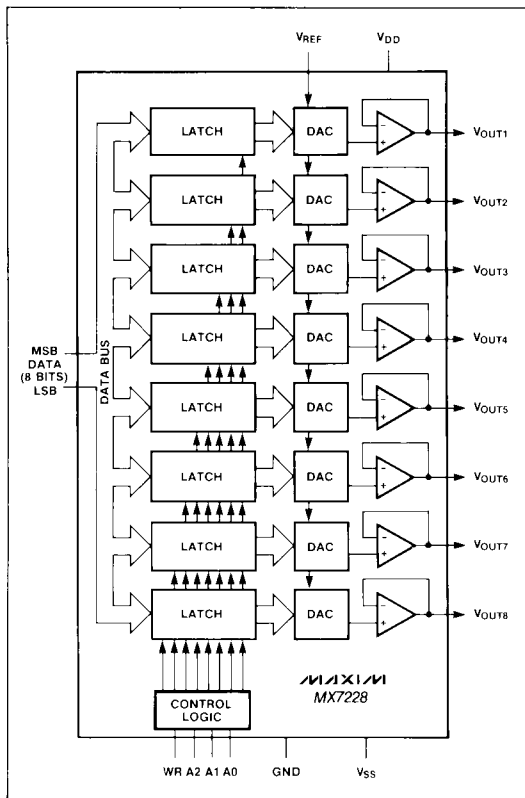 VREF
VDD
LATCH
DAC
-
+
VOUT1
LATCH
DAC
-
+
VOUT2
LATCH
DAC
-
+
VOUT3
LATCH
DAC
-
+
VOUT4
MSB
DATA
(8 BITS)
LSB
DATA BUS
LATCH
DAC
-
+
VOUT5
LATCH
DAC
-
+
VOUT6
LATCH
DAC
-
+
VOUT7
LATCH
DAC
-
+
VOUT8
MAXIM
MX7228
CONTROL
LOGIC
WR A2 A1 A0
GND
VSS